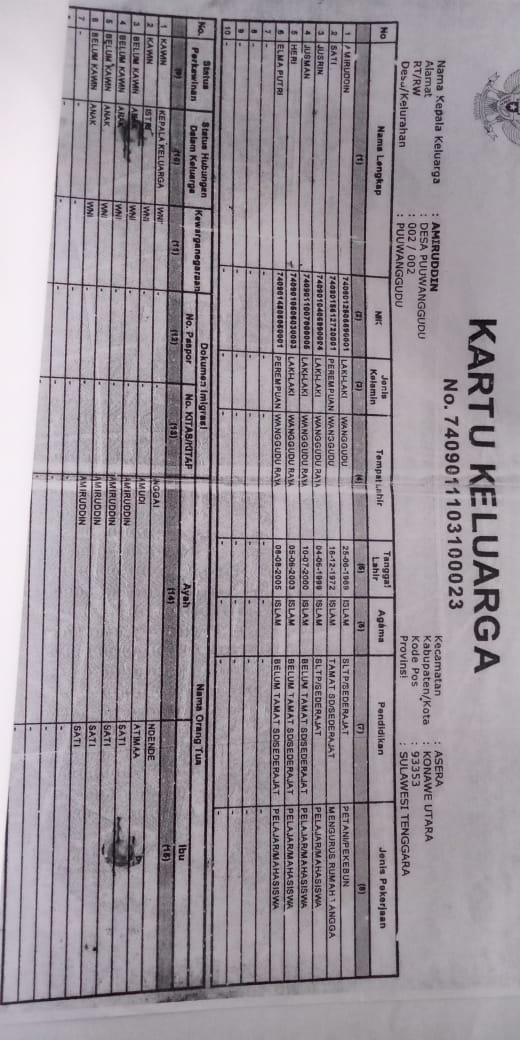 KARTU KELUARGA
No. 7409011103100023
Nama Kepala Keluarga : AMIRUDDIN
Alamat : DESA PUUWANGGUDU
RT/RW : 002 / 002
Desa/Kelurahan : PUUWANGGUDU
Kecamatan : ASERA
Kabupaten/Kota : KONAWE UTARA
Kode Pos : 93353
Provinsi : SULAWESI TENGGARA
No Nama Lengkap NIK Jenis Kelamin Tempat Lahir Tanggal Lahir Agama Pendidikan Jenis Pekerjaan
(1) (2) (3) (4) (5) (6) (7) (8)
1 AMIRUDDIN LAKI-LAKI WANGGUDU 25-06-1969 ISLAM SLTP/SEDERAJAT PETANI/PEKEBUN
2 SATI PEREMPUAN WANGGUDU 16-12-1972 ISLAM TAMAT SD/SEDERAJAT MENGURUS RUMAH TANGGA
3 JUSRIN LAKI-LAKI WANGGUDU RAYA 04-06-1999 ISLAM SLTP/SEDERAJAT PELAJAR/MAHASISWA
4 JUSMAN LAKI-LAKI WANGGUDU RAYA 10-07-2000 ISLAM BELUM TAMAT SD/SEDERAJAT PELAJAR/MAHASISWA
5 HERI LAKI-LAKI WANGGUDU RAYA 05-06-2003 ISLAM BELUM TAMAT SD/SEDERAJAT PELAJAR/MAHASISWA
6 ELMA PUTRI PEREMPUAN WANGGUDU RAYA 08-08-2005 ISLAM BELUM TAMAT SD/SEDERAJAT PELAJAR/MAHASISWA
7 - - - - - - - -
8 - - - - - - - -
9 - - - - - - - -
10 - - - - - - - -
No. Status Perkawinan Status Hubungan Dalam Keluarga Kewarganegaraan Dokumen Imigrasi Nama Orang Tua
No. Paspor No. KITAS/KITAP Ayah Ibu
(9) (10) (11) (12) (13) (14) (15)
1 KAWIN KEPALA KELUARGA WNI - - NGGAI NDENDE
2 KAWIN ISTRI WNI - - MUDI ATIMAA
3 BELUM KAWIN WNI - - AMIRUDDIN SATI
4 BELUM KAWIN ANAK WNI - - AMIRUDDIN SATI
5 BELUM KAWIN ANAK WNI - - AMIRUDDIN SATI
6 BELUM KAWIN ANAK WNI - - AMIRUDDIN SATI
7 - - - - - - -